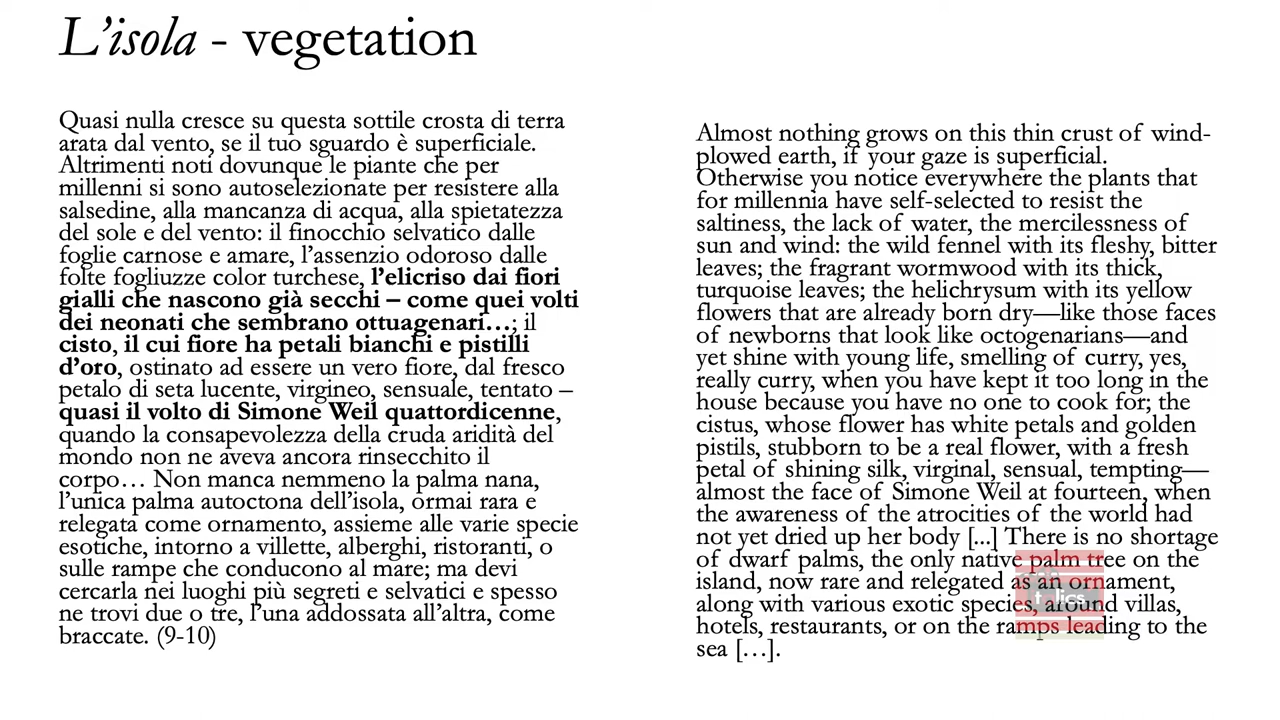 L'isola - vegetation
Quasi nulla cresce su questa sottile crosta di terra
arata dal vento, se il tuo sguardo è superficiale.
Altrimenti noti dovunque le piante che per
millenni si sono autoselezionate per resistere alla
salsedine, alla mancanza di acqua, alla spietatezza
del sole e del vento: il finocchio selvatico dalle
foglie carnose e amare, l'assenzio odoroso dalle
folte fogliuzze color turchese, l'elicriso dai fiori
gialli che nascono già secchi – come quei volti
dei neonati che sembrano ottuagenari…; il
cisto, il cui fiore ha petali bianchi e pistilli
d'oro, ostinato ad essere un vero fiore, dal fresco
petalo di seta lucente, virgineo, sensuale, tentato –
quasi il volto di Simone Weil quattordicenne,
quando la consapevolezza della cruda aridità del
mondo non ne aveva ancora rinsecchito il
corpo… Non manca nemmeno la palma nana,
l'unica palma autoctona dell'isola, ormai rara e
relegata come ornamento, assieme alle varie specie
esotiche, intorno a villette, alberghi, ristoranti, o
sulle rampe che conducono al mare; ma devi
cercarla nei luoghi più segreti e selvatici e spesso
ne trovi due o tre, l'una addossata all'altra, come
braccate. (9-10)
Almost nothing grows on this thin crust of wind-
plowed earth, if your gaze is superficial.
Otherwise you notice everywhere the plants that
for millennia have self-selected to resist the
saltiness, the lack of water, the mercilessness of
sun and wind: the wild fennel with its fleshy, bitter
leaves; the fragrant wormwood with its thick,
turquoise leaves; the helichrysum with its yellow
flowers that are already born dry—like those faces
of newborns that look like octogenarians—and
yet shine with young life, smelling of curry, yes,
really curry, when you have kept it too long in the
house because you have no one to cook for; the
cistus, whose flower has white petals and golden
pistils, stubborn to be a real flower, with a fresh
petal of shining silk, virginal, sensual, tempting—
almost the face of Simone Weil at fourteen, when
the awareness of the atrocities of the world had
not yet dried up her body [...] There is no shortage
of dwarf palms, the only native palm tree on the
island, now rare and relegated as an ornament,
along with various exotic species, around villas,
hotels, restaurants, or on the ramps leading to the
sea […].